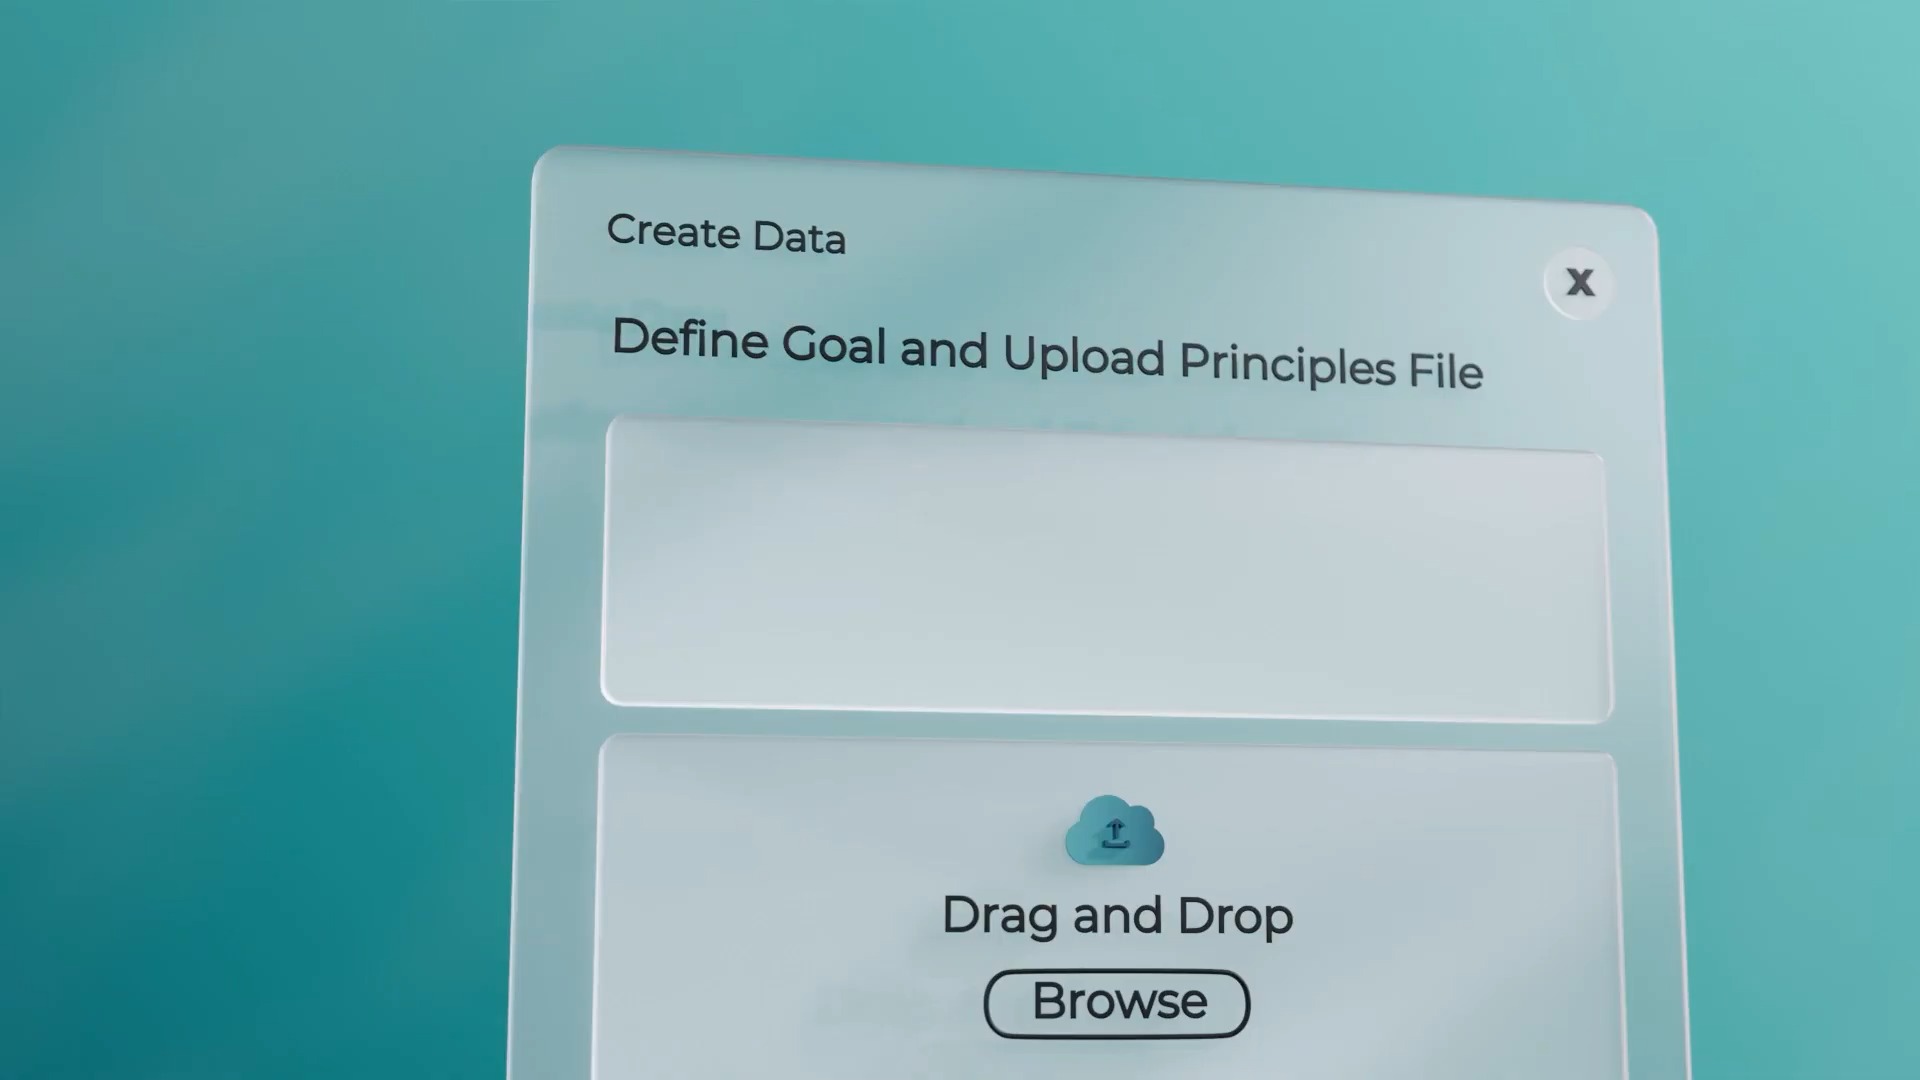 Create Data
X
Define Goal and Upload Principles File
Drag and Drop
Browse